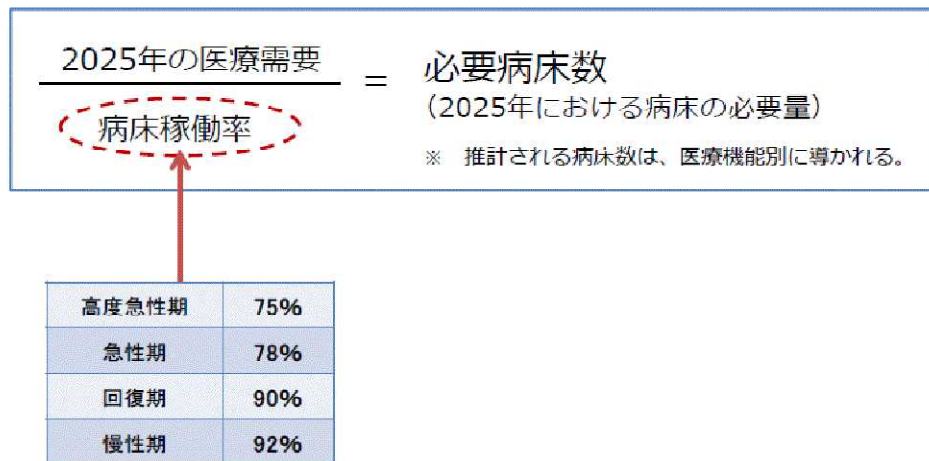 2025年の医療需要
病床稼働率
=
必要病床数
(2025年における病床の必要量)
※ 推計される病床数は、医療機能別に導かれる。
高度急性期 75%
急性期 78%
回復期 90%
慢性期 92%